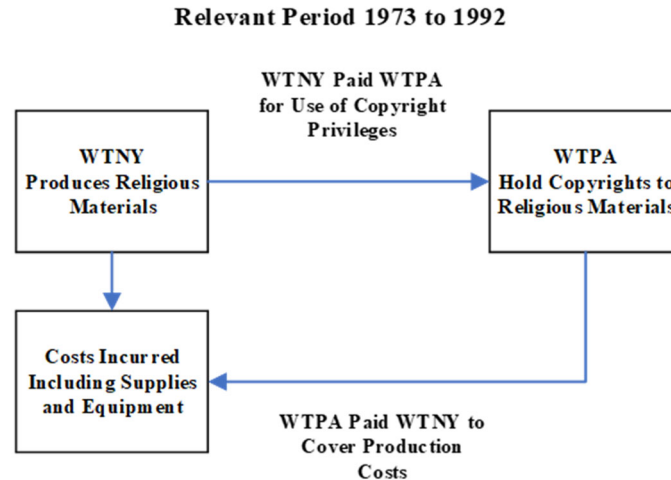 Relevant Period 1973 to 1992
WTNY Paid WTPA
for Use of Copyright
Privileges
WTNY
Produces Religious
Materials
WTPA
Hold Copyrights to
Religious Materials
Costs Incurred
Including Supplies
and Equipment
WTPA Paid WTNY to
Cover Production
Costs